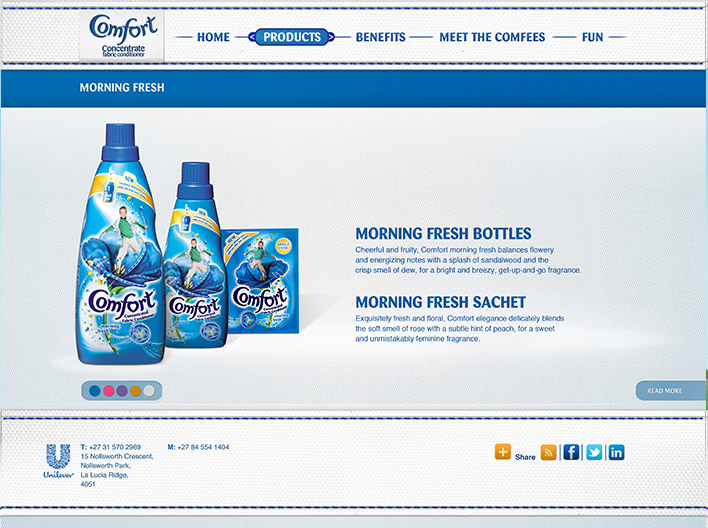 Comfort
Concentrate
fabric conditioner
HOME
PRODUCTS
BENEFITS
MEET THE COMFEES
FUN
MORNING FRESH
NEW
Comfort
Concentrated
Fabric Conditioner
NEW
Comfort
Comfort
MORNING FRESH BOTTLES
Cheerful and fruity, Comfort morning fresh balances flowery
and energizing notes with a splash of sandalwood and the
crisp smell of dew, for a bright and breezy, get-up-and-go fragrance.
MORNING FRESH SACHET
Exquisitely fresh and floral, Comfort elegance delicately blends
the soft smell of rose with a subtle hint of peach, for a sweet
and unmistakably feminine fragrance.
READ MORE
Unilever
T: +27 31 570 2969
15 Nollsworth Crescent,
Nollsworth Park,
La Lucia Ridge,
4051
M: +27 84 554 1404
Share